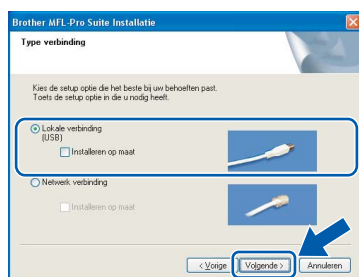 Brother MFL-Pro Suite Installatie
Type verbinding
Kies de setup optie die het beste bij uw behoeften past.
Toets de setup optie in die u nodig heeft.
Lokale verbinding
(USB)
Installeren op maat
Netwerk verbinding
Installeren op maat
< Vorige
Volgende >
Annuleren